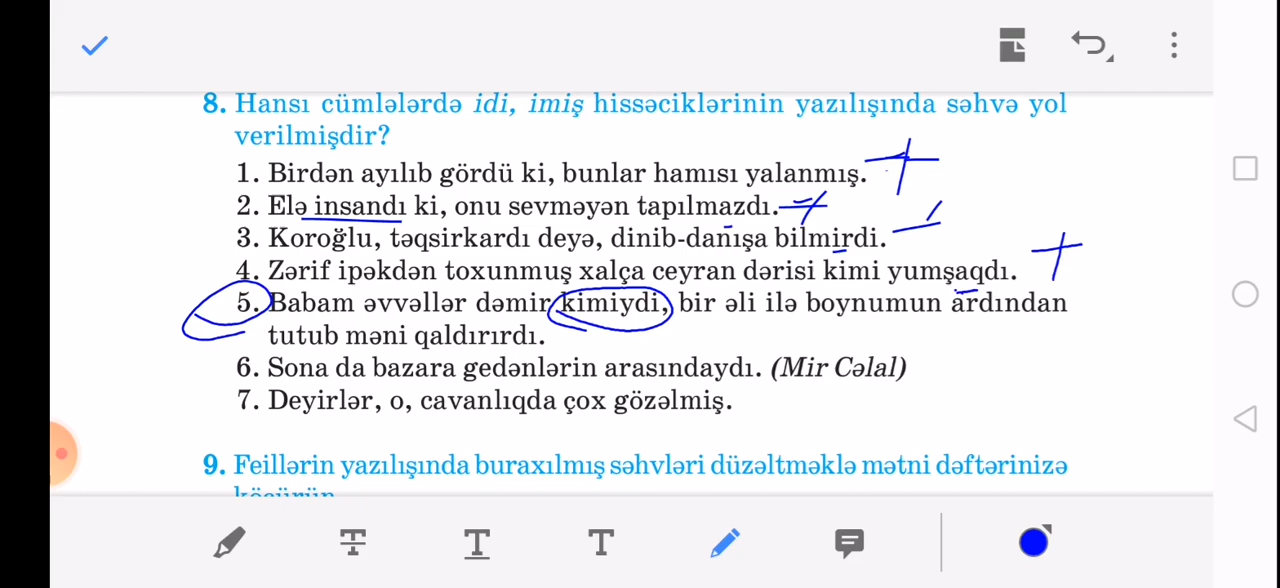 8. Hansı cümlələrdə idi, imiş hissəciklərinin yazılışında səhvə yol
verilmişdir?
1. Birdən ayılıb gördü ki, bunlar hamısı yalanmış.
2. Elə insandı ki, onu sevməyən tapılmazdı.
3. Koroğlu, təqsirkardı deyə, dinib-danışa bilmirdi.
4. Zərif ipəkdən toxunmuş xalça ceyran dərisi kimi yumşaqdı.
5. Babam əvvəllər dəmir kimiydi, bir əli ilə boynumun ardından
tutub məni qaldırırdı.
6. Sona da bazara gedənlərin arasındaydı. (Mir Cəlal)
7. Deyirlər, o, cavanlıqda çox gözəlmiş.
9. Feillərin yazılışında buraxılmış səhvləri düzəltməklə mətni dəftərinizə
köçürün
T
T
T